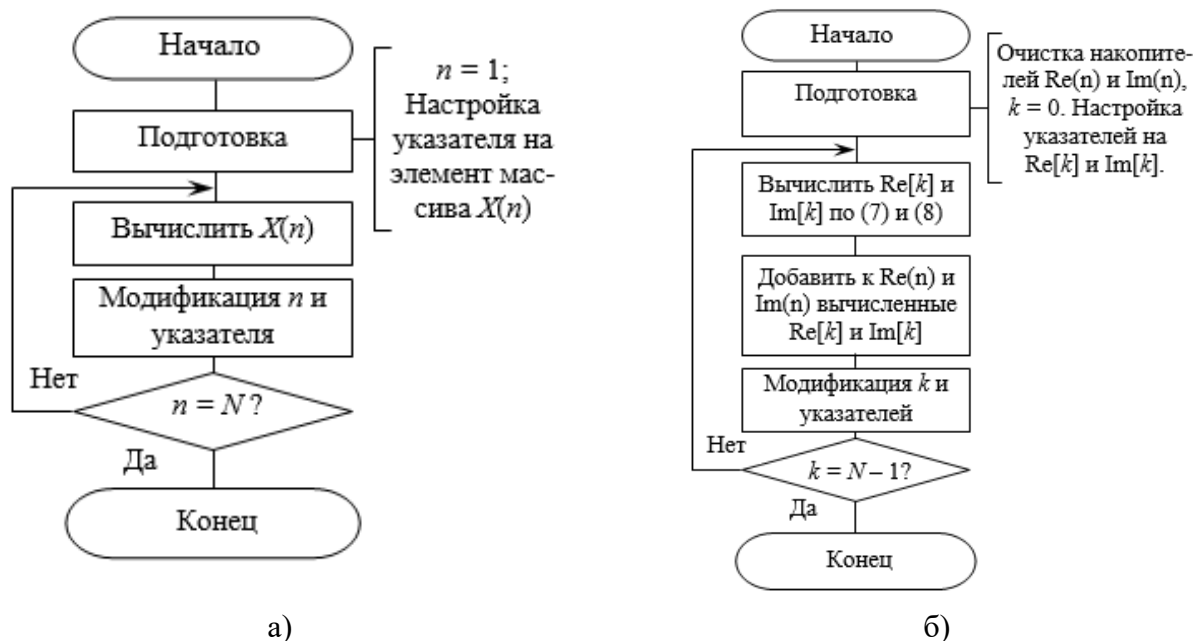 Начало
n = 1;
Настройка
указателя на
элемент мас-
сива X(n)
Подготовка
Вычислить X(n)
Модификация n и
указателя
Нет
n = N ?
Да
Конец
а)
Начало
Очистка накопите-
лей Re(n) и Im(n),
k = 0. Настройка
указателей на
Re[k] и Im[k].
Подготовка
Вычислить Re[k] и
Im[k] по (7) и (8)
Добавить к Re(n) и
Im(n) вычисленные
Re[k] и Im[k]
Модификация k и
указателей
Нет
k = N – 1?
Да
Конец
б)